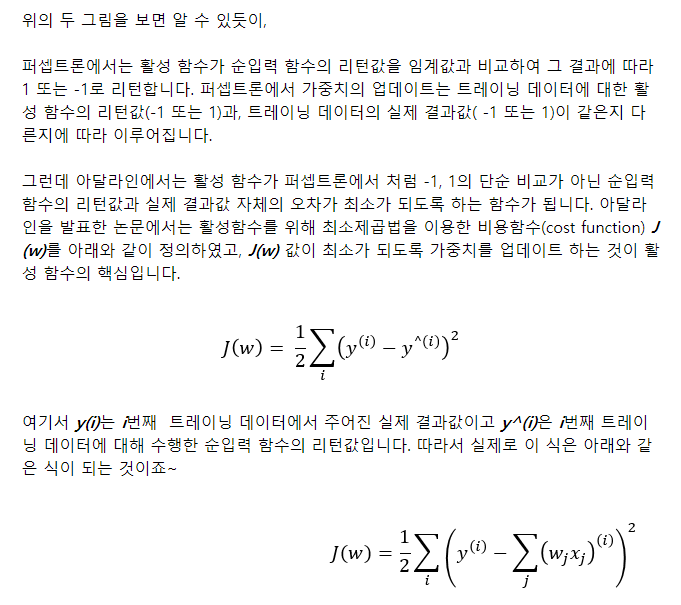 위의 두 그림을 보면 알 수 있듯이,
퍼셉트론에서는 활성 함수가 순입력 함수의 리턴값을 임계값과 비교하여 그 결과에 따라
1 또는 -1로 리턴합니다. 퍼셉트론에서 가중치의 업데이트는 트레이닝 데이터에 대한 활
성 함수의 리턴값(-1 또는 1)과, 트레이닝 데이터의 실제 결과값( -1 또는 1)이 같은지 다
른지에 따라 이루어집니다.
그런데 아달라인에서는 활성 함수가 퍼셉트론에서 처럼 -1, 1의 단순 비교가 아닌 순입력
함수의 리턴값과 실제 결과값 자체의 오차가 최소가 되도록 하는 함수가 됩니다. 아달라
인을 발표한 논문에서는 활성함수를 위해 최소제곱법을 이용한 비용함수(cost function) J
(w)를 아래와 같이 정의하였고, J(w) 값이 최소가 되도록 가중치를 업데이트 하는 것이 활
성 함수의 핵심입니다.
J(w) = 1/2 ∑_i (y^(i) − y^^(i))^2
여기서 y(i)는 i번째  트레이닝 데이터에서 주어진 실제 결과값이고 y^(i)은 i번째 트레이
닝 데이터에 대해 수행한 순입력 함수의 리턴값입니다. 따라서 실제로 이 식은 아래와 같
은 식이 되는 것이죠~
J(w) = 1/2 ∑_i (y^(i) − ∑_j (w_j x_j)^(i))^2